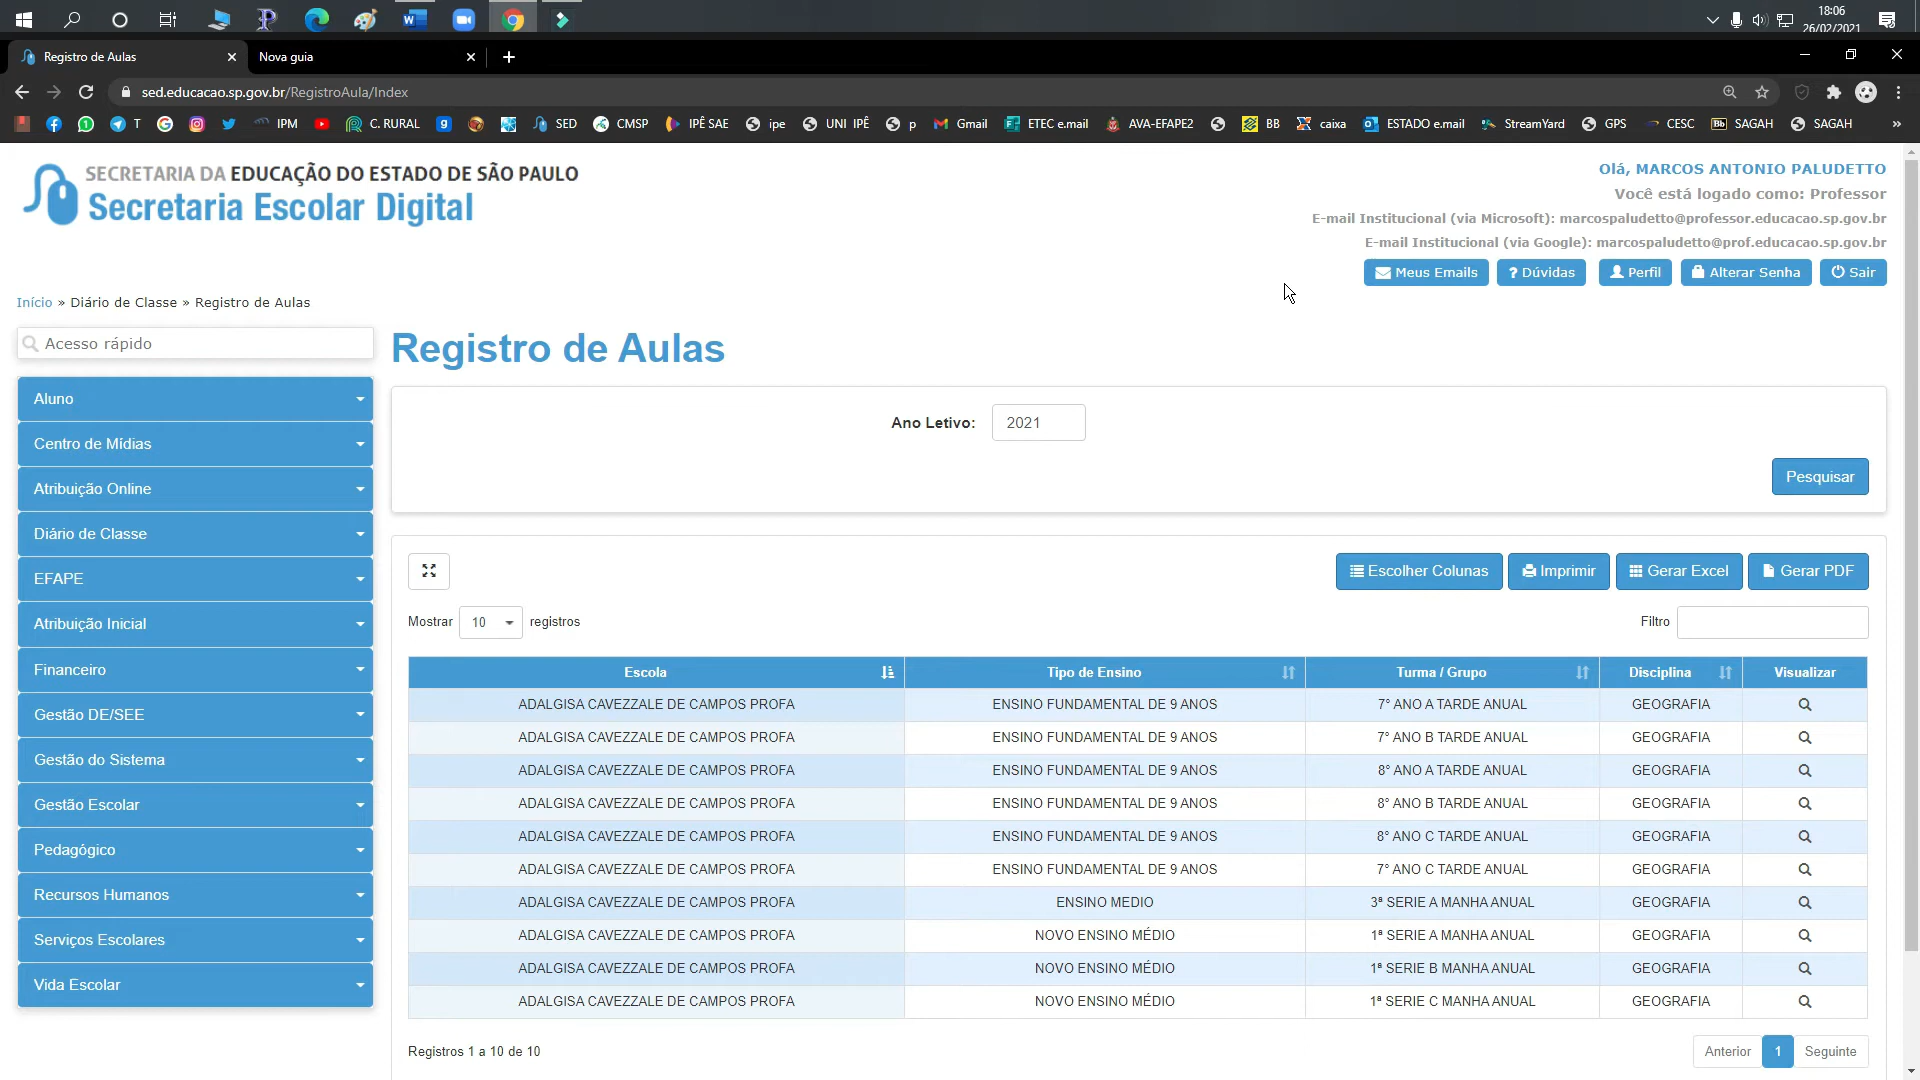 18:06
26/02/2021
Registro de Aulas
Nova guia
sed.educacao.sp.gov.br/RegistroAula/Index
T
IPM
C. RURAL
SED
CMSP
IPÊ SAE
ipe
UNI IPÊ
p
Gmail
ETEC e.mail
AVA-EFAPE2
BB
caixa
ESTADO e.mail
StreamYard
GPS
CESC
Bb SAGAH
SAGAH
»
SECRETARIA DA EDUCAÇÃO DO ESTADO DE SÃO PAULO
Secretaria Escolar Digital
Olá, MARCOS ANTONIO PALUDETTO
Você está logado como: Professor
E-mail Institucional (via Microsoft): marcospaludetto@professor.educacao.sp.gov.br
E-mail Institucional (via Google): marcospaludetto@prof.educacao.sp.gov.br
Meus Emails ? Dúvidas Perfil Alterar Senha Sair
Início » Diário de Classe » Registro de Aulas
Acesso rápido
Aluno
Centro de Mídias
Atribuição Online
Diário de Classe
EFAPE
Atribuição Inicial
Financeiro
Gestão DE/SEE
Gestão do Sistema
Gestão Escolar
Pedagógico
Recursos Humanos
Serviços Escolares
Vida Escolar
Registro de Aulas
Ano Letivo: 2021
Pesquisar
Escolher Colunas Imprimir Gerar Excel Gerar PDF
Mostrar 10 registros
Filtro
Escola Tipo de Ensino Turma / Grupo Disciplina Visualizar
ADALGISA CAVEZZALE DE CAMPOS PROFA ENSINO FUNDAMENTAL DE 9 ANOS 7° ANO A TARDE ANUAL GEOGRAFIA
ADALGISA CAVEZZALE DE CAMPOS PROFA ENSINO FUNDAMENTAL DE 9 ANOS 7° ANO B TARDE ANUAL GEOGRAFIA
ADALGISA CAVEZZALE DE CAMPOS PROFA ENSINO FUNDAMENTAL DE 9 ANOS 8° ANO A TARDE ANUAL GEOGRAFIA
ADALGISA CAVEZZALE DE CAMPOS PROFA ENSINO FUNDAMENTAL DE 9 ANOS 8° ANO B TARDE ANUAL GEOGRAFIA
ADALGISA CAVEZZALE DE CAMPOS PROFA ENSINO FUNDAMENTAL DE 9 ANOS 8° ANO C TARDE ANUAL GEOGRAFIA
ADALGISA CAVEZZALE DE CAMPOS PROFA ENSINO FUNDAMENTAL DE 9 ANOS 7° ANO C TARDE ANUAL GEOGRAFIA
ADALGISA CAVEZZALE DE CAMPOS PROFA ENSINO MEDIO 3ª SERIE A MANHA ANUAL GEOGRAFIA
ADALGISA CAVEZZALE DE CAMPOS PROFA NOVO ENSINO MÉDIO 1ª SERIE A MANHA ANUAL GEOGRAFIA
ADALGISA CAVEZZALE DE CAMPOS PROFA NOVO ENSINO MÉDIO 1ª SERIE B MANHA ANUAL GEOGRAFIA
ADALGISA CAVEZZALE DE CAMPOS PROFA NOVO ENSINO MÉDIO 1ª SERIE C MANHA ANUAL GEOGRAFIA
Registros 1 a 10 de 10
Anterior 1 Seguinte